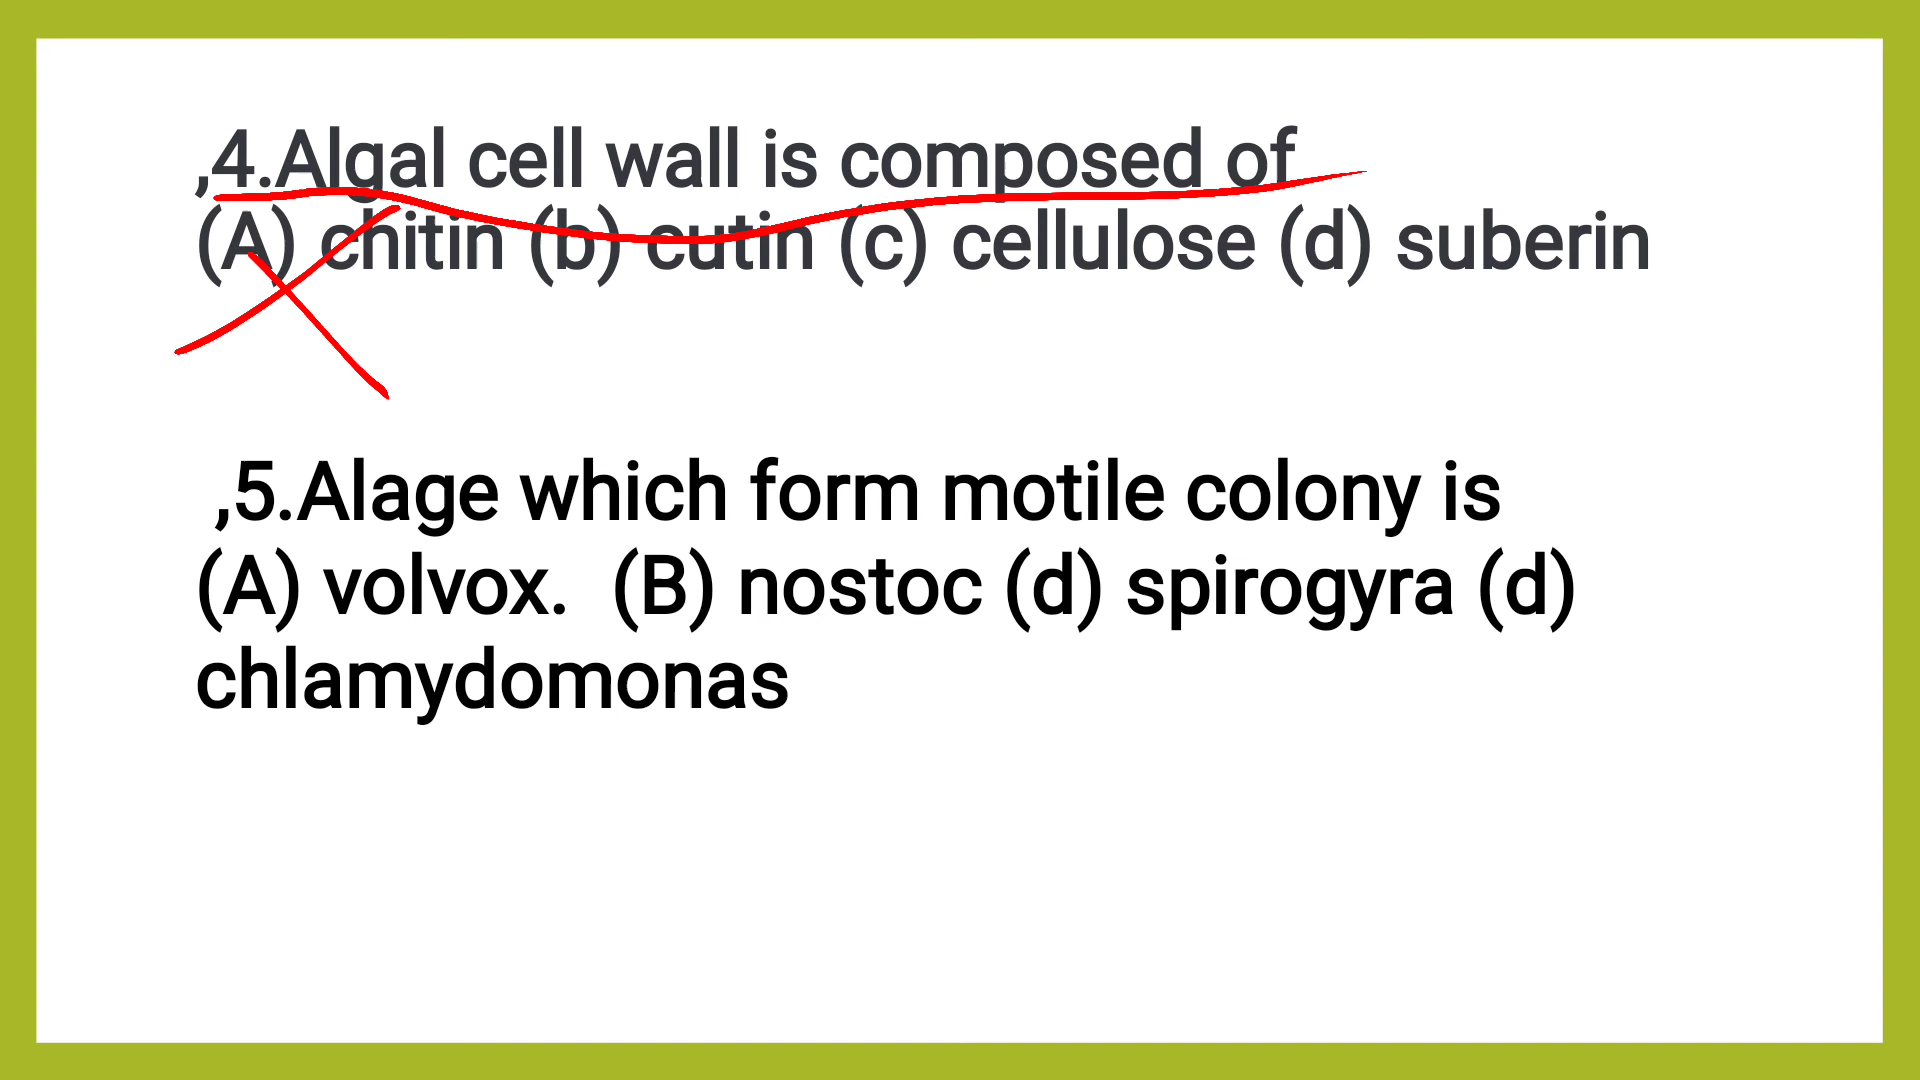 ,4.Algal cell wall is composed of
(A) chitin (b) cutin (c) cellulose (d) suberin
,5.Alage which form motile colony is
(A) volvox. (B) nostoc (d) spirogyra (d)
chlamydomonas